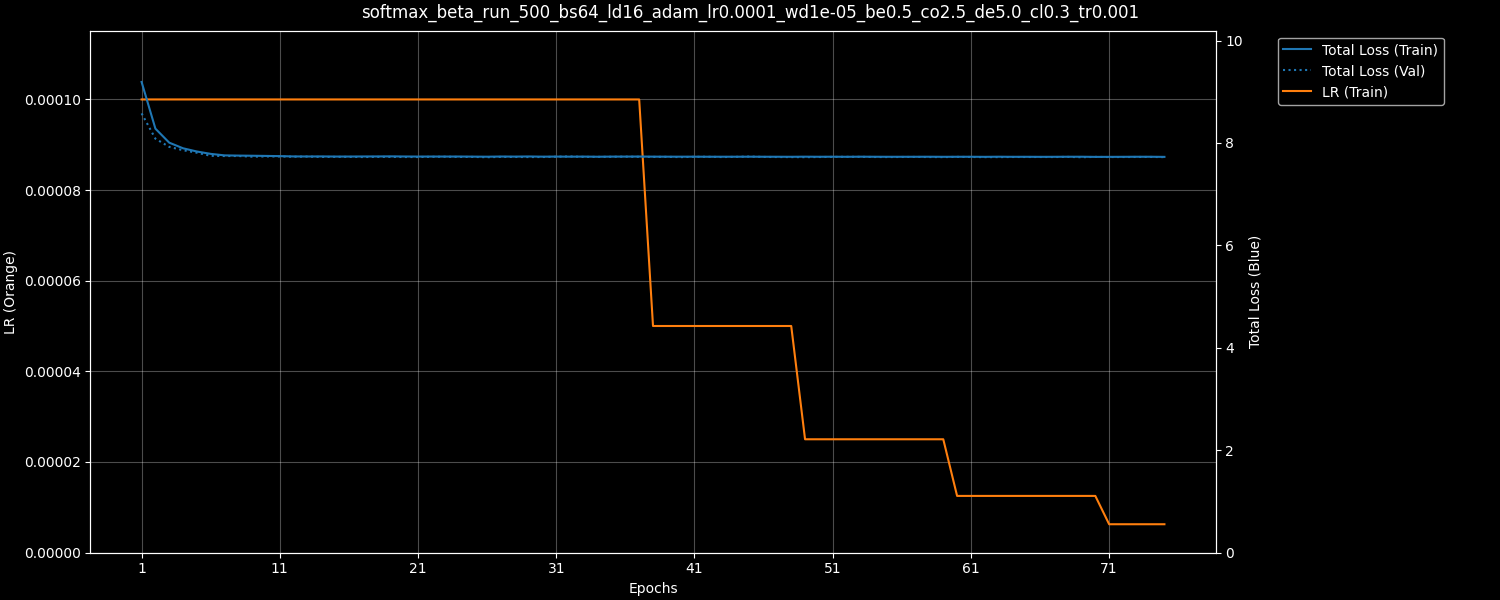 softmax_beta_run_500_bs64_ld16_adam_lr0.0001_wd1e-05_be0.5_co2.5_de5.0_cl0.3_tr0.001
Total Loss (Train)
Total Loss (Val)
LR (Train)
LR (Orange)
0.00010
0.00008
0.00006
0.00004
0.00002
0.00000
10
8
6
4
2
0
Total Loss (Blue)
1
11
21
31
41
51
61
71
Epochs